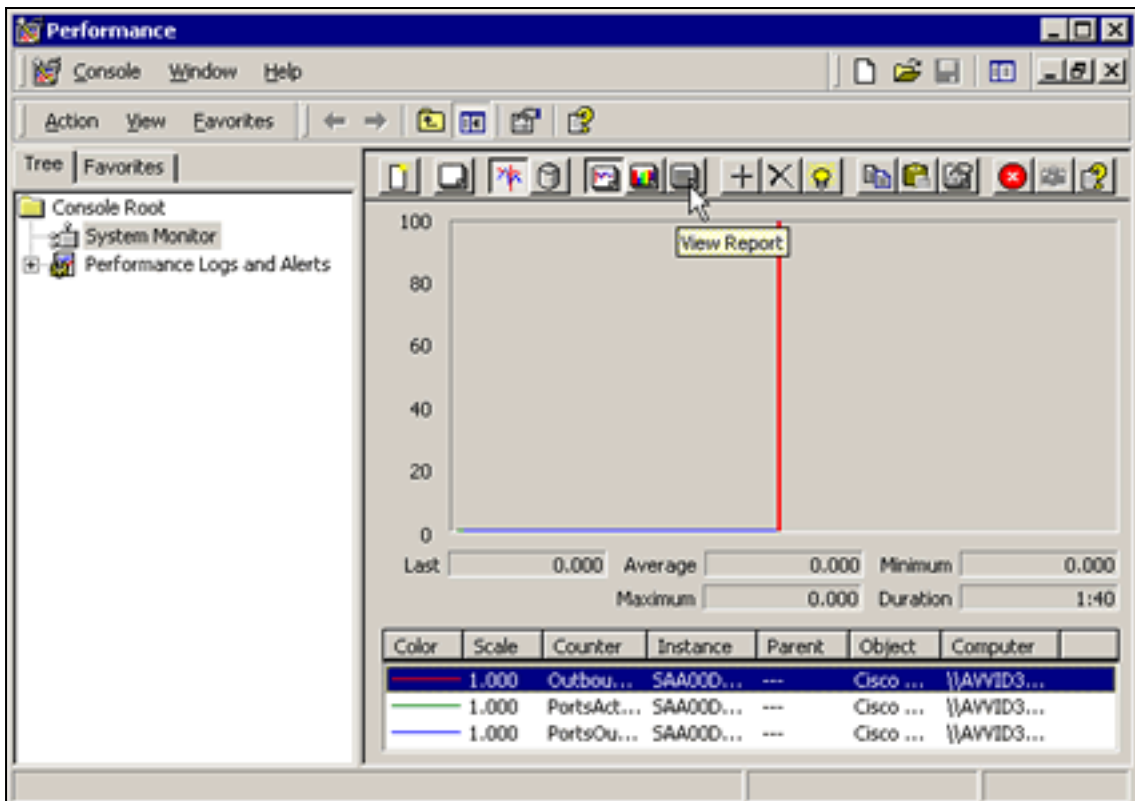 Performance
Console Window Help
Action View Favorites
Tree Favorites
Console Root
System Monitor
Performance Logs and Alerts
View Report
100
80
60
40
20
0
Last 0.000 Average 0.000 Minimum 0.000
Maximum 0.000 Duration 1:40
Color Scale Counter Instance Parent Object Computer
1.000 Outbou... SAA00D... --- Cisco ... \\AVVID3...
1.000 PortsAct... SAA00D... --- Cisco ... \\AVVID3...
1.000 PortsOu... SAA00D... --- Cisco ... \\AVVID3...